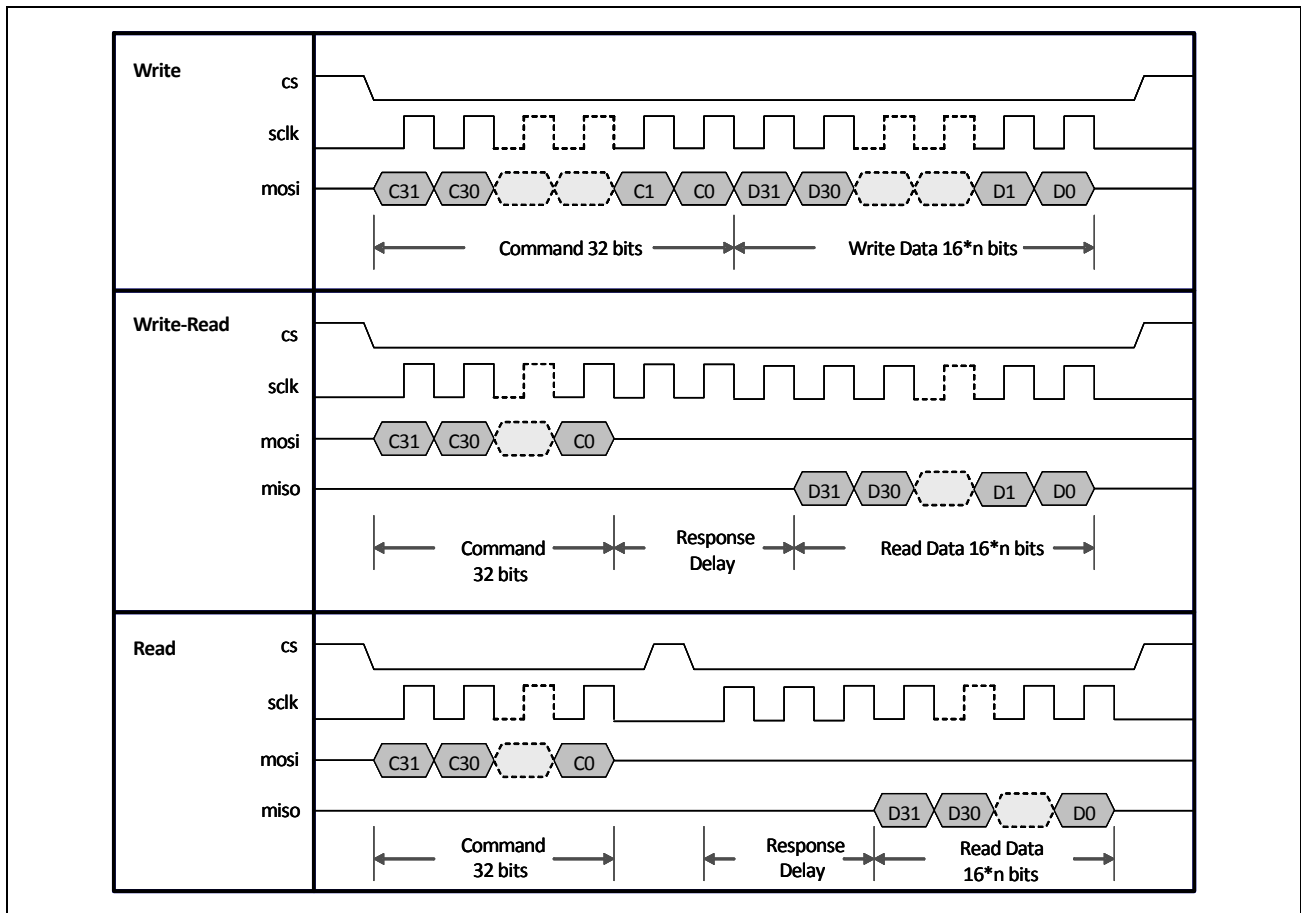 Write
cs
sclk
mosi
C31 C30 C1 C0 D31 D30 D1 D0
Command 32 bits
Write Data 16*n bits
Write-Read
cs
sclk
mosi
C31 C30 C0
miso
D31 D30 D1 D0
Command
32 bits
Response
Delay
Read Data 16*n bits
Read
cs
sclk
mosi
C31 C30 C0
miso
D31 D30 D0
Command
32 bits
Response
Delay
Read Data
16*n bits